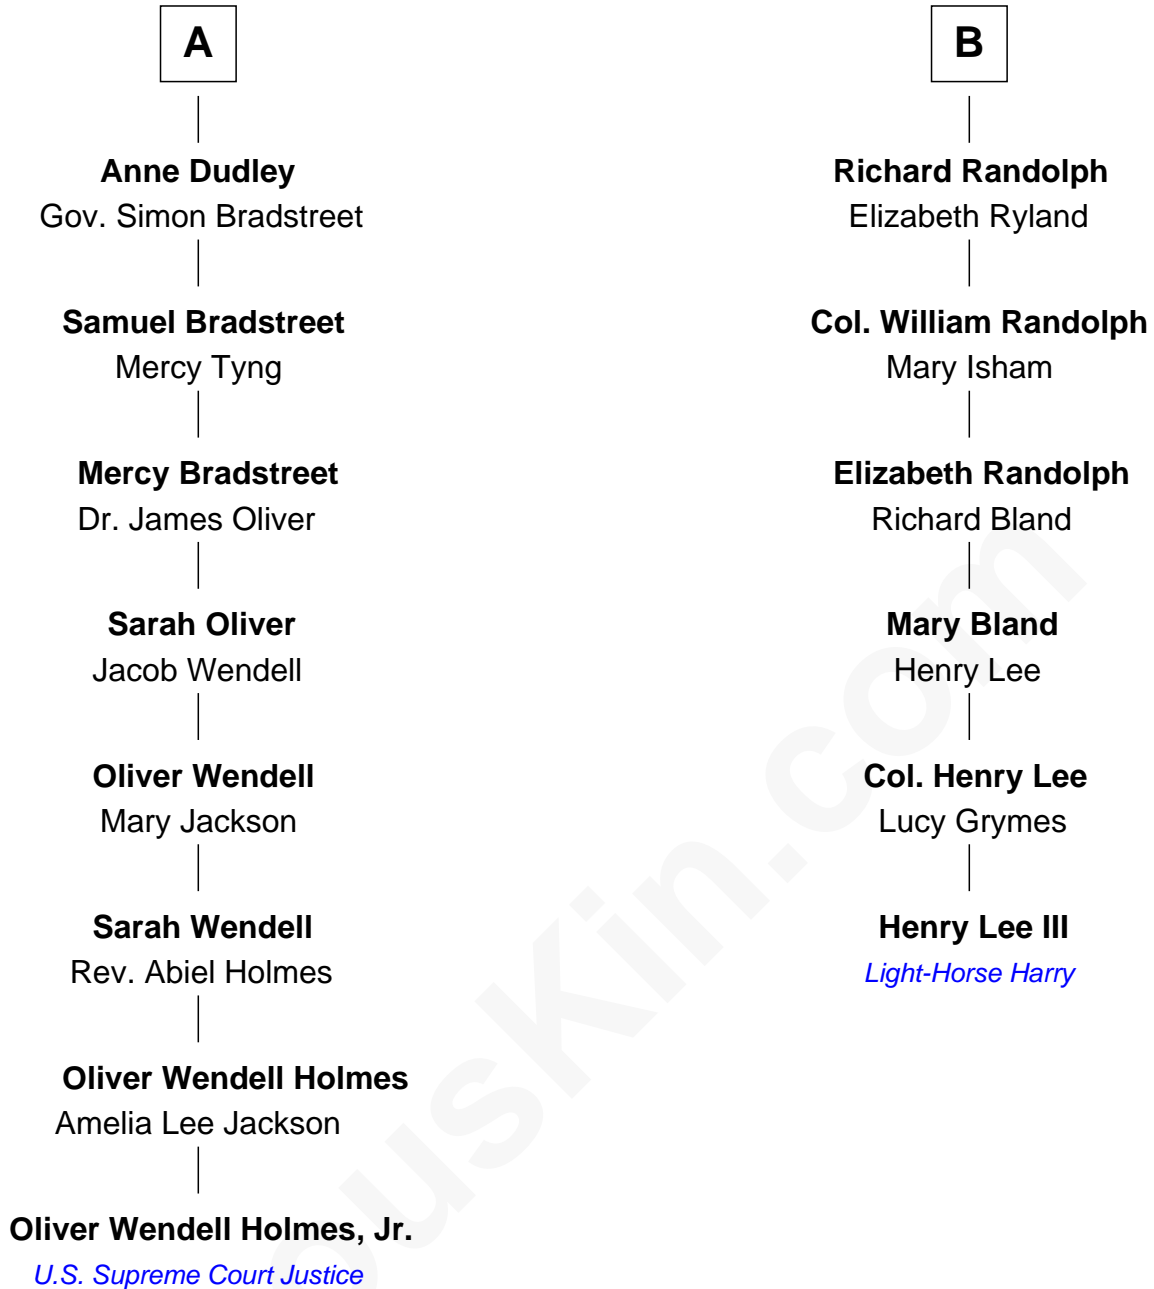 A
Anne Dudley
Gov. Simon Bradstreet
Samuel Bradstreet
Mercy Tyng
Mercy Bradstreet
Dr. James Oliver
Sarah Oliver
Jacob Wendell
Oliver Wendell
Mary Jackson
Sarah Wendell
Rev. Abiel Holmes
Oliver Wendell Holmes
Amelia Lee Jackson
Oliver Wendell Holmes, Jr.
U.S. Supreme Court Justice
B
Richard Randolph
Elizabeth Ryland
Col. William Randolph
Mary Isham
Elizabeth Randolph
Richard Bland
Mary Bland
Henry Lee
Col. Henry Lee
Lucy Grymes
Henry Lee III
Light-Horse Harry
ousKin.com